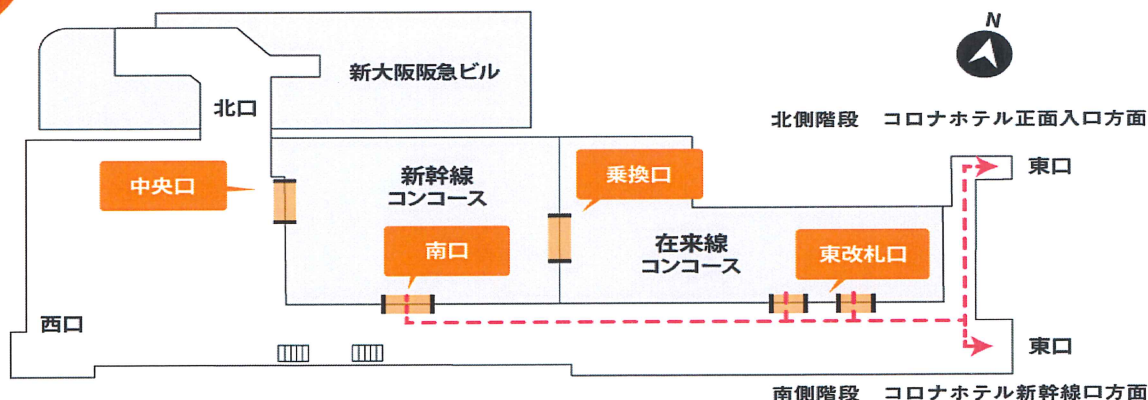 N
新大阪阪急ビル
北口
北側階段 コロナホテル正面入口方面
中央口
新幹線
コンコース
乗換口
東口
南口
在来線
コンコース
東改札口
西口
東口
南側階段 コロナホテル新幹線口方面